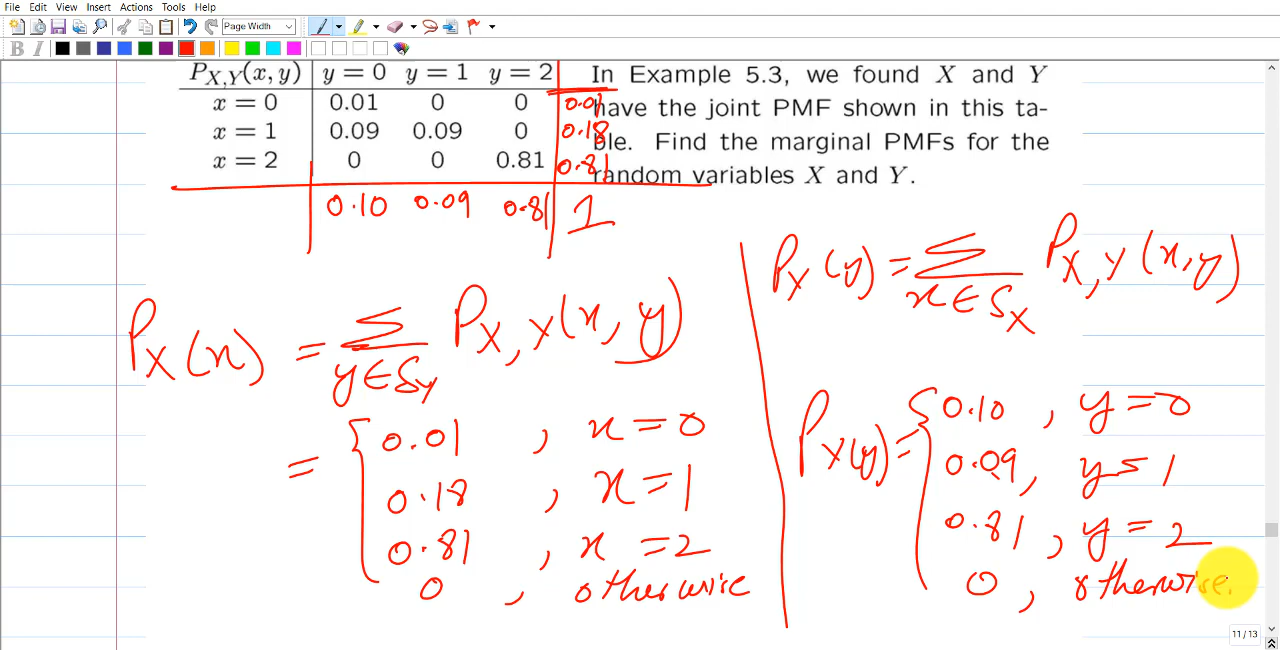 File Edit View Insert Actions Tools Help
Page Width
B I
P_{X,Y}(x,y) y = 0 y = 1 y = 2
x = 0 0.01 0 0 0.01
x = 1 0.09 0.09 0 0.18
x = 2 0 0 0.81 0.81
0.10 0.09 0.81 1
In Example 5.3, we found X and Y
have the joint PMF shown in this ta-
ble. Find the marginal PMFs for the
random variables X and Y.
P_X(x) = Σ_{y∈S_Y} P_{X,X}(x,y)
= { 0.01 , x = 0
0.18 , x = 1
0.81 , x = 2
0 , otherwise
P_X(y) = Σ_{x∈S_X} P_{X,Y}(x,y)
P_X(y) = { 0.10 , y = 0
0.09 , y = 1
0.81 , y = 2
0 , otherwise.
11 / 13